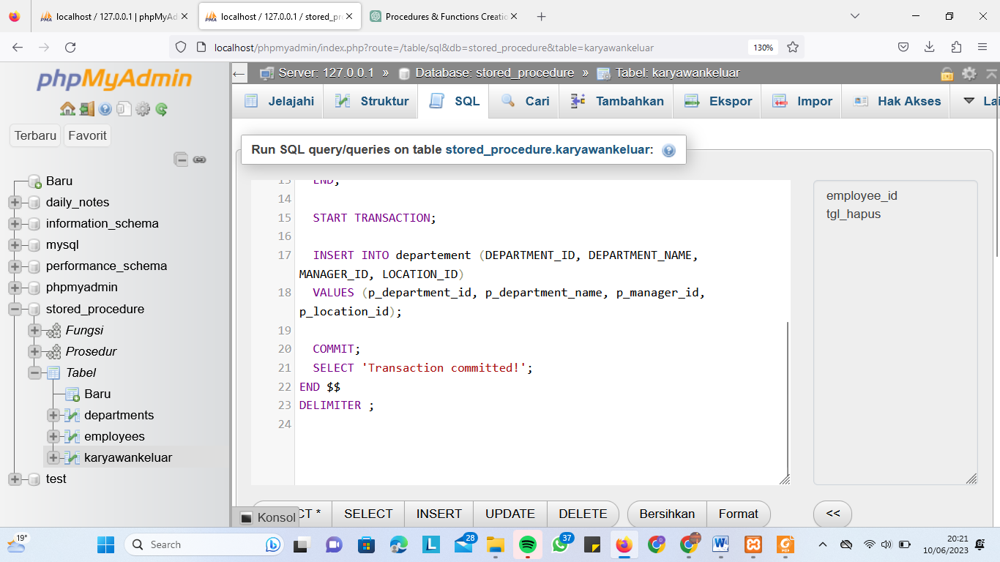 localhost / 127.0.0.1 | phpMyAd
localhost / 127.0.0.1 / stored_pr
Procedures & Functions Creatio
localhost/phpmyadmin/index.php?route=/table/sql&db=stored_procedure&table=karyawankeluar
130%
phpMyAdmin
Terbaru
Favorit
Baru
daily_notes
information_schema
mysql
performance_schema
phpmyadmin
stored_procedure
Fungsi
Prosedur
Tabel
Baru
departments
employees
karyawankeluar
test
Server: 127.0.0.1 » Database: stored_procedure » Tabel: karyawankeluar
Jelajahi
Struktur
SQL
Cari
Tambahkan
Ekspor
Impor
Hak Akses
Lai
Run SQL query/queries on table stored_procedure.karyawankeluar:
13 END;
14
15 START TRANSACTION;
16
17 INSERT INTO departement (DEPARTMENT_ID, DEPARTMENT_NAME,
MANAGER_ID, LOCATION_ID)
18 VALUES (p_department_id, p_department_name, p_manager_id,
p_location_id);
19
20 COMMIT;
21 SELECT 'Transaction committed!';
22 END $$
23 DELIMITER ;
24
employee_id
tgl_hapus
CT *
SELECT
INSERT
UPDATE
DELETE
Bersihkan
Format
<<
Konsol
19°
Search
28
37
20:21
10/06/2023